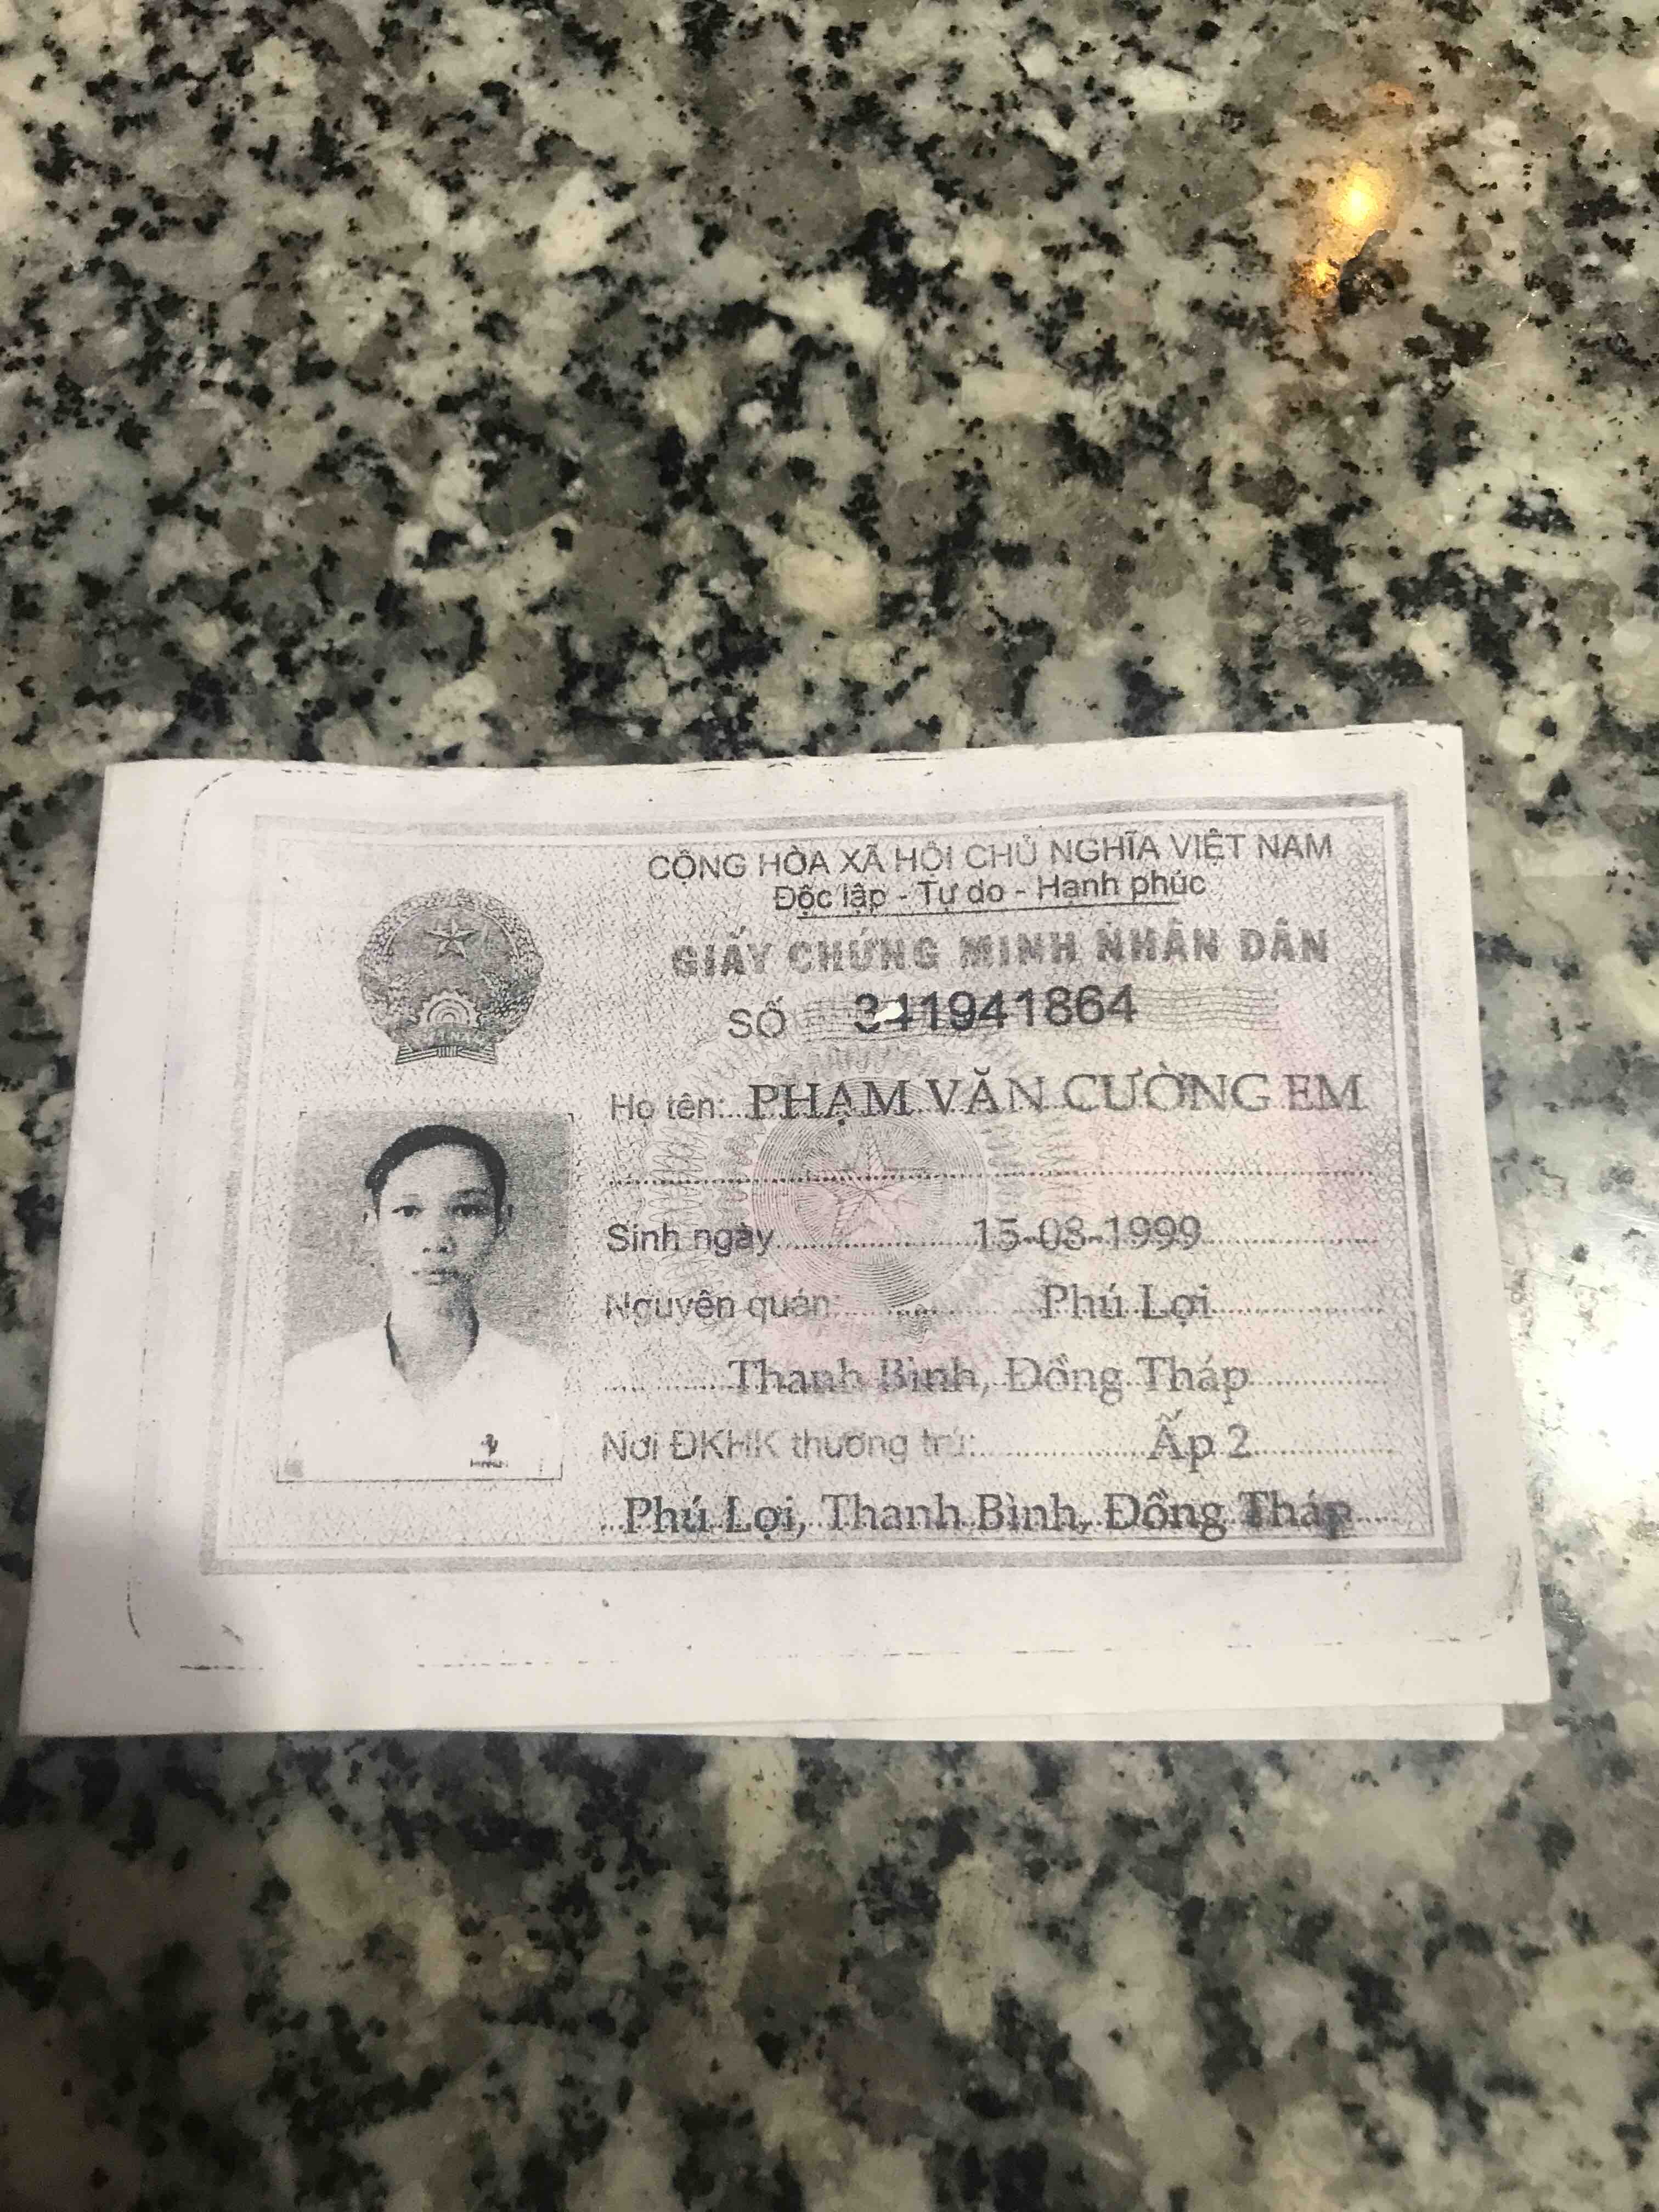 CỘNG HÒA XÃ HỘI CHỦ NGHĨA VIỆT NAM
Độc lập - Tự do - Hạnh phúc
GIẤY CHỨNG MINH NHÂN DÂN
SỐ 341941864
Họ tên: PHẠM VĂN CƯỜNG EM
Sinh ngày 15-08-1999
Nguyên quán: Phú Lợi
Thanh Bình, Đồng Tháp
Nơi ĐKHK thường trú: Ấp 2
Phú Lợi, Thanh Bình, Đồng Tháp